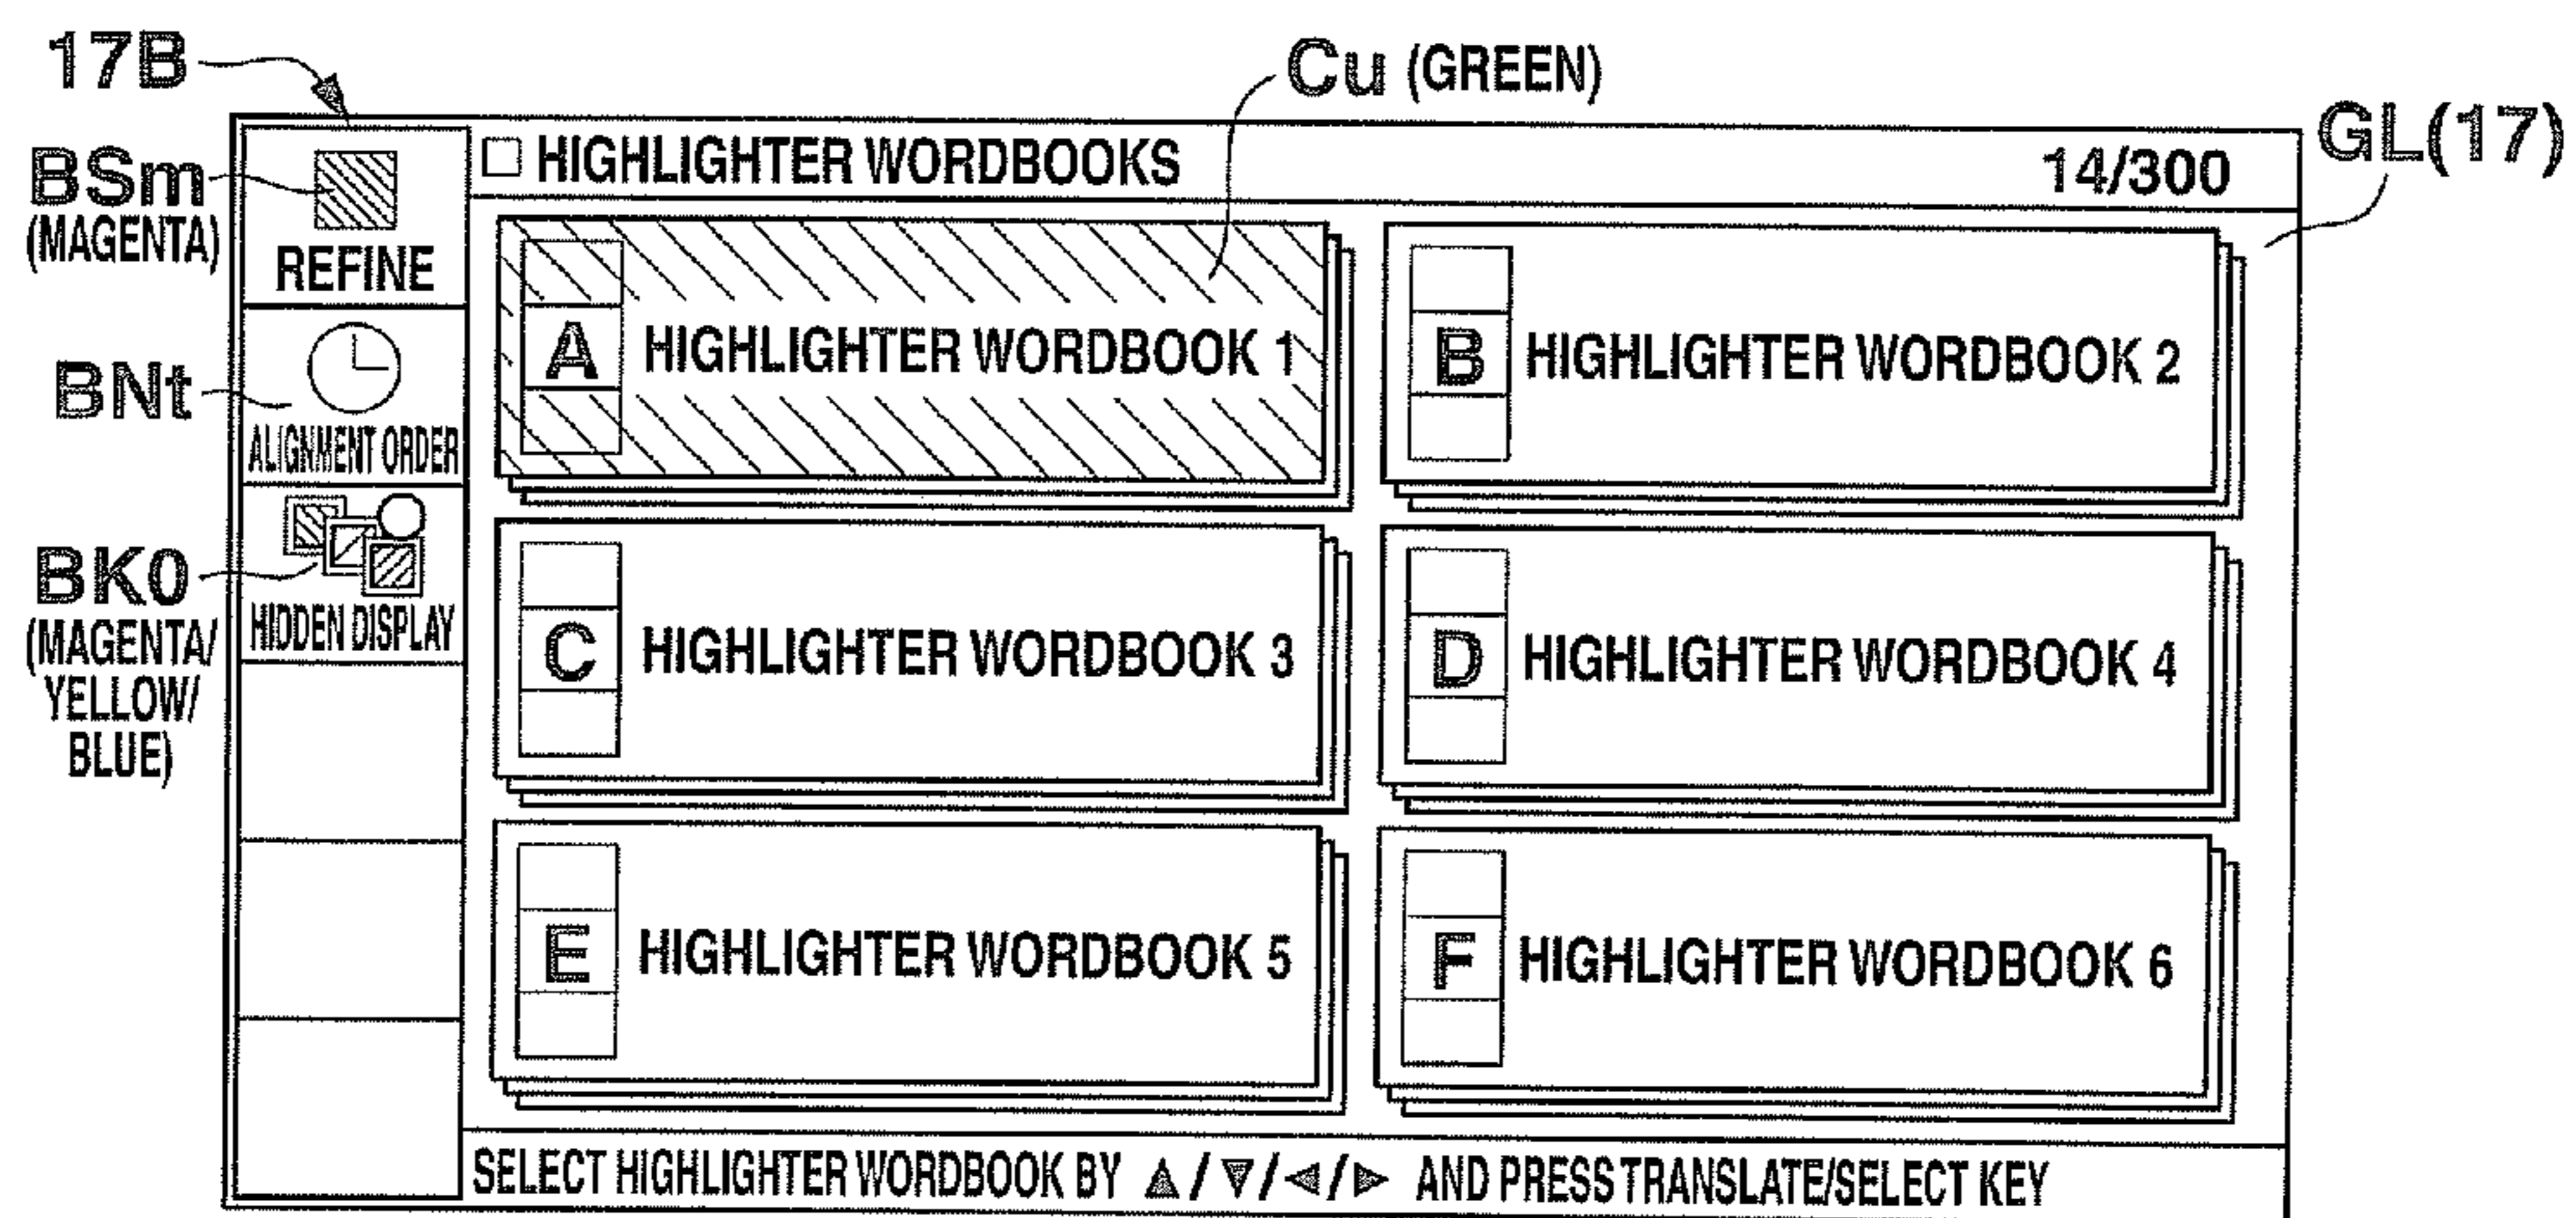 17B
Cu (GREEN)
GL(17)
BSm
(MAGENTA)
REFINE
HIGHLIGHTER WORDBOOKS
14/300
BNt
ALIGNMENT ORDER
BK0
(MAGENTA/
YELLOW/
BLUE)
HIDDEN DISPLAY
A HIGHLIGHTER WORDBOOK 1
B HIGHLIGHTER WORDBOOK 2
C HIGHLIGHTER WORDBOOK 3
D HIGHLIGHTER WORDBOOK 4
E HIGHLIGHTER WORDBOOK 5
F HIGHLIGHTER WORDBOOK 6
SELECT HIGHLIGHTER WORDBOOK BY ▲/▼/◀/▶ AND PRESS TRANSLATE/SELECT KEY